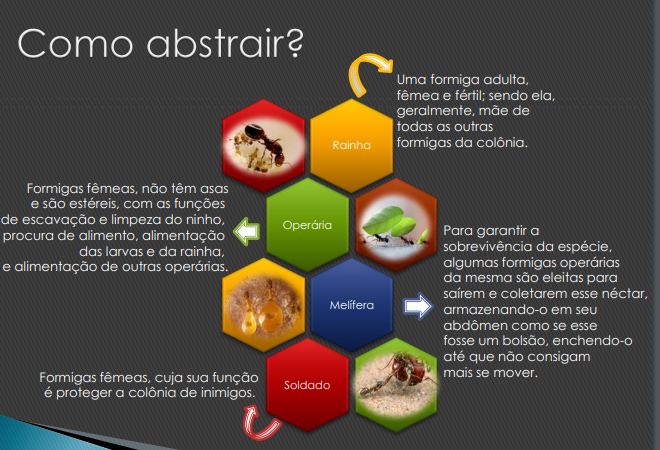 Como abstrair?
Uma formiga adulta,
fêmea e fértil; sendo ela,
geralmente, mãe de
todas as outras
formigas da colônia.
Rainha
Formigas fêmeas, não têm asas
e são estéreis, com as funções
de escavação e limpeza do ninho,
procura de alimento, alimentação
das larvas e da rainha,
e alimentação de outras operárias.
Operária
Para garantir a
sobrevivência da espécie,
algumas formigas operárias
da mesma são eleitas para
saírem e coletarem esse néctar,
armazenando-o em seu
abdômen como se esse
fosse um bolsão, enchendo-o
até que não consigam
mais se mover.
Melífera
Formigas fêmeas, cuja sua função
é proteger a colônia de inimigos.
Soldado